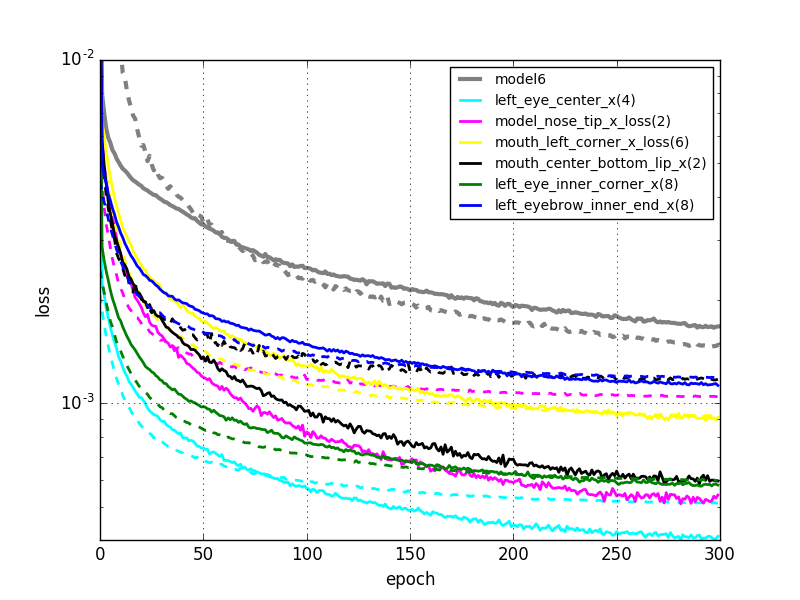 10-2
model6
left_eye_center_x(4)
model_nose_tip_x_loss(2)
mouth_left_corner_x_loss(6)
mouth_center_bottom_lip_x(2)
left_eye_inner_corner_x(8)
left_eyebrow_inner_end_x(8)
loss
10-3
0 50 100 150 200 250 300
epoch